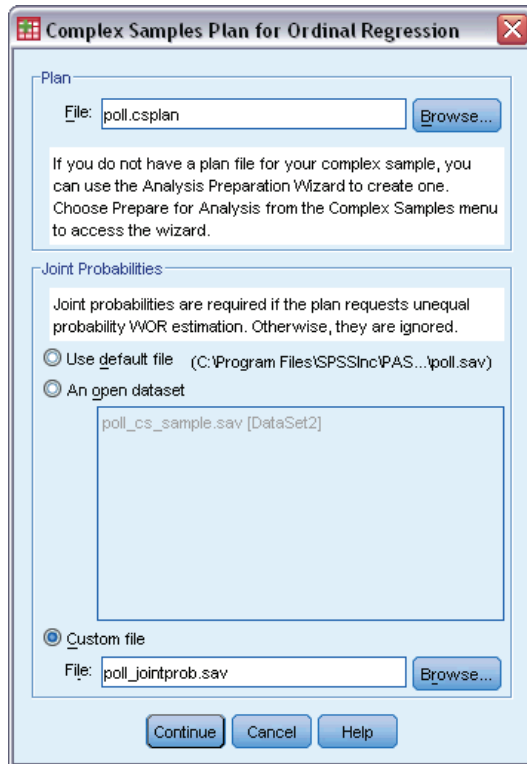 Complex Samples Plan for Ordinal Regression
Plan
File: poll.csplan Browse...
If you do not have a plan file for your complex sample, you
can use the Analysis Preparation Wizard to create one.
Choose Prepare for Analysis from the Complex Samples menu
to access the wizard.
Joint Probabilities
Joint probabilities are required if the plan requests unequal
probability WOR estimation. Otherwise, they are ignored.
Use default file (C:\Program Files\SPSSInc\PAS...\poll.sav)
An open dataset
poll_cs_sample.sav [DataSet2]
Custom file
File: poll_jointprob.sav Browse...
Continue Cancel Help